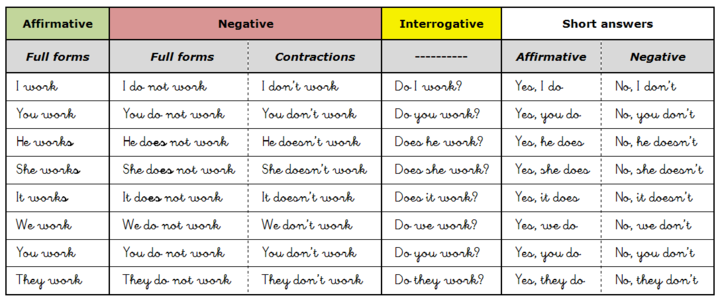 Affirmative Negative Interrogative Short answers
Full forms Full forms Contractions ---------- Affirmative Negative
I work I do not work I don't work Do I work? Yes, I do No, I don't
You work You do not work You don't work Do you work? Yes, you do No, you don't
He works He does not work He doesn't work Does he work? Yes, he does No, he doesn't
She works She does not work She doesn't work Does she work? Yes, she does No, she doesn't
It works It does not work It doesn't work Does it work? Yes, it does No, it doesn't
We work We do not work We don't work Do we work? Yes, we do No, we don't
You work You do not work You don't work Do you work? Yes, you do No, you don't
They work They do not work They don't work Do they work? Yes, they do No, they don't